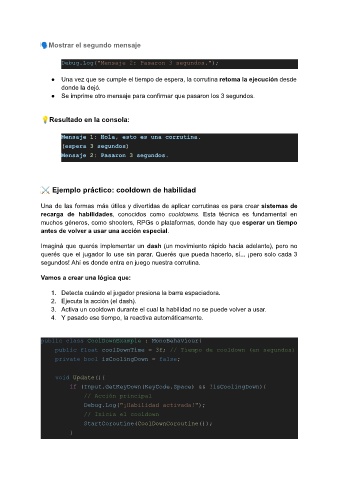 🗣️Mostrar el segundo mensaje
Debug.Log("Mensaje 2: Pasaron 3 segundos.");
● Una vez que se cumple el tiempo de espera, la corrutina retoma la ejecución desde
donde la dejó.
● Se imprime otro mensaje para confirmar que pasaron los 3 segundos.
💡Resultado en la consola:
Mensaje 1: Hola, esto es una corrutina.
(espera 3 segundos)
Mensaje 2: Pasaron 3 segundos.
⚔️ Ejemplo práctico: cooldown de habilidad
Una de las formas más útiles y divertidas de aplicar corrutinas es para crear sistemas de
recarga de habilidades, conocidos como cooldowns. Esta técnica es fundamental en
muchos géneros, como shooters, RPGs o plataformas, donde hay que esperar un tiempo
antes de volver a usar una acción especial.
Imaginá que querés implementar un dash (un movimiento rápido hacia adelante), pero no
querés que el jugador lo use sin parar. Querés que pueda hacerlo, sí... ¡pero solo cada 3
segundos! Ahí es donde entra en juego nuestra corrutina.
Vamos a crear una lógica que:
1. Detecta cuándo el jugador presiona la barra espaciadora.
2. Ejecuta la acción (el dash).
3. Activa un cooldown durante el cual la habilidad no se puede volver a usar.
4. Y pasado ese tiempo, la reactiva automáticamente.
public class CoolDownExample : MonoBehaviour{
public float coolDownTime = 3f; // Tiempo de cooldown (en segundos)
private bool isCoolingDown = false;
void Update(){
if (Input.GetKeyDown(KeyCode.Space) && !isCoolingDown){
// Acción principal
Debug.Log("¡Habilidad activada!");
// Inicia el cooldown
StartCoroutine(CoolDownCoroutine());
}